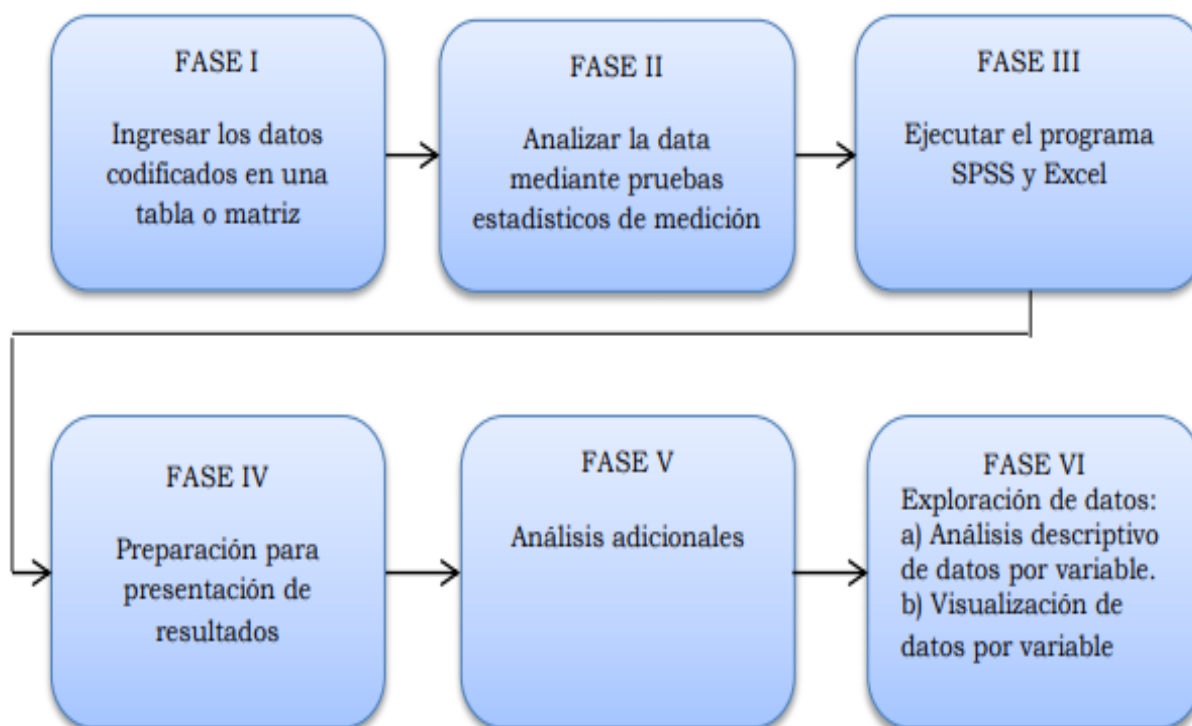 FASE I
Ingresar los datos
codificados en una
tabla o matriz
FASE II
Analizar la data
mediante pruebas
estadísticos de medición
FASE III
Ejecutar el programa
SPSS y Excel
FASE IV
Preparación para
presentación de
resultados
FASE V
Análisis adicionales
FASE VI
Exploración de datos:
a) Análisis descriptivo
de datos por variable.
b) Visualización de
datos por variable